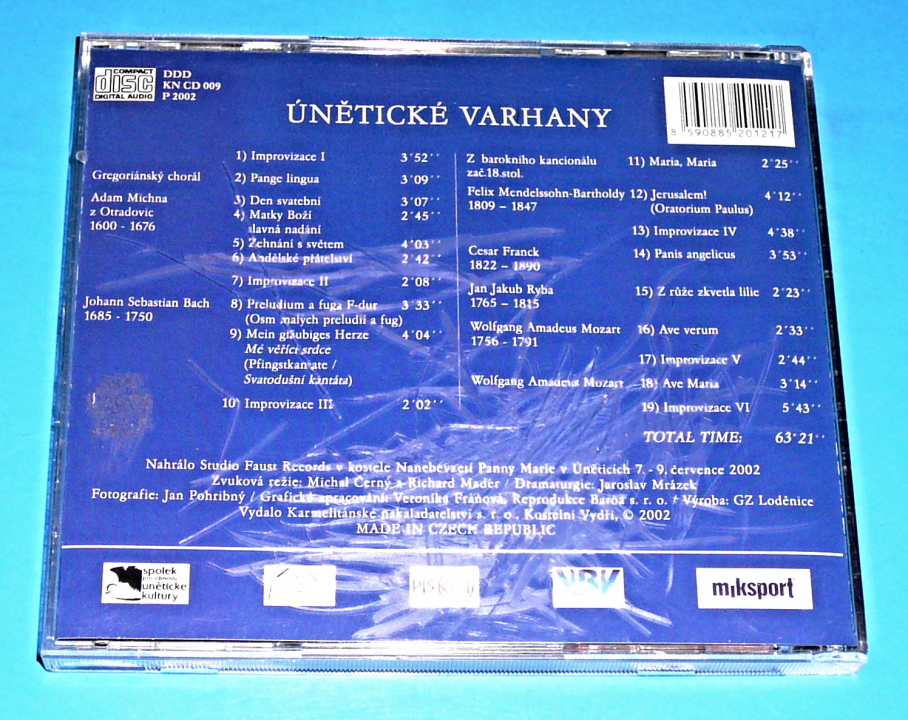 COMPACT
disc
DIGITAL AUDIO
DDD
KN CD 009
P 2002
ÚNĚTICKÉ VARHANY
8 590885 201217
1) Improvizace I 3´52´´
Gregoriánský chorál 2) Pange lingua 3´09´´
Adam Michna 3) Den svatební 3´07´´
z Otradovic 4) Matky Boží 2´45´´
1600 - 1676 slavná nadání
5) Žehnání s světem 4´03´´
6) Andělské přátelství 2´42´´
7) Improvizace II 2´08´´
Johann Sebastian Bach 8) Preludium a fuga F-dur 3´33´´
1685 - 1750 (Osm malých preludií a fug)
9) Mein gläubiges Herze 4´04´´
Mé věřící srdce
(Pfingstkantate /
Svatodušní kantáta)
10) Improvizace III 2´02´´
Z barokního kancionálu 11) Maria, Maria 2´25´´
zač.18.stol.
Felix Mendelssohn-Bartholdy 12) Jerusalem! 4´12´´
1809 - 1847 (Oratorium Paulus)
13) Improvizace IV 4´38´´
Cesar Franck 14) Panis angelicus 3´53´´
1822 - 1890
Jan Jakub Ryba 15) Z růže zkvetla lilie 2´23´´
1765 - 1815
Wolfgang Amadeus Mozart 16) Ave verum 2´33´´
1756 - 1791
17) Improvizace V 2´44´´
Wolfgang Amadeus Mozart 18) Ave Maria 3´14´´
19) Improvizace VI 5´43´´
TOTAL TIME: 63´21´´
Nahrálo Studio Faust Records v kostele Nanebevzetí Panny Marie v Úněticích 7. - 9. července 2002
Zvuková režie: Michal Černý a Richard Mader / Dramaturgie: Jaroslav Mrázek
Fotografie: Jan Pohribný / Grafické zpracování: Veronika Fráňová, Reprodukce Barňa s. r. o. / Výroba: GZ Loděnice
Vydalo Karmelitánské nakladatelství s. r. o., Kostelní Vydří, © 2002
MADE IN CZECH REPUBLIC
spolek
pro obnovu
únětické
kultury
VBV
miksport